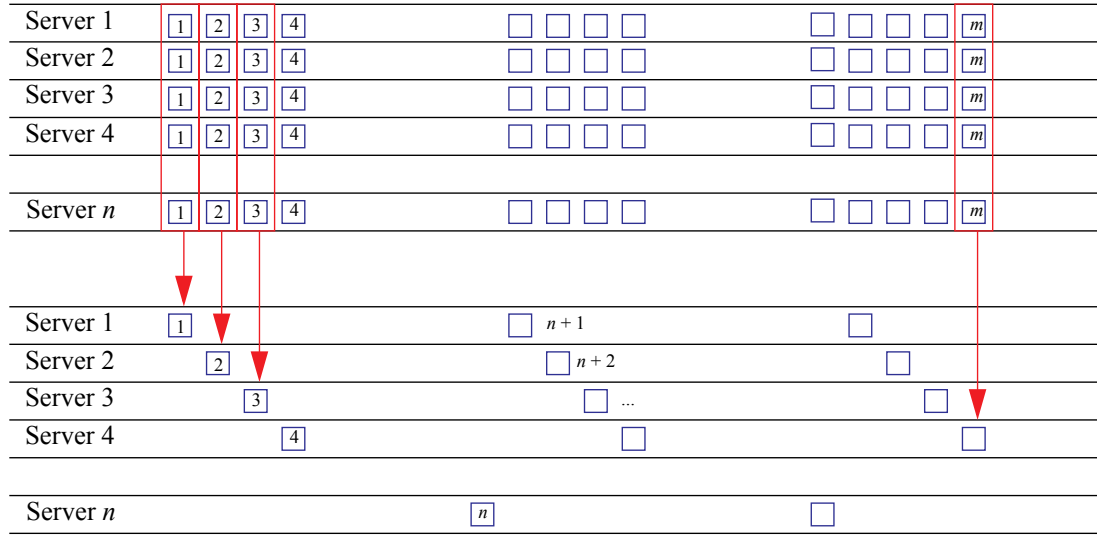 Server 1 1 2 3 4 m
Server 2 1 2 3 4 m
Server 3 1 2 3 4 m
Server 4 1 2 3 4 m
Server n 1 2 3 4 m
Server 1 1 n + 1
Server 2 2 n + 2
Server 3 3 ...
Server 4 4
Server n n